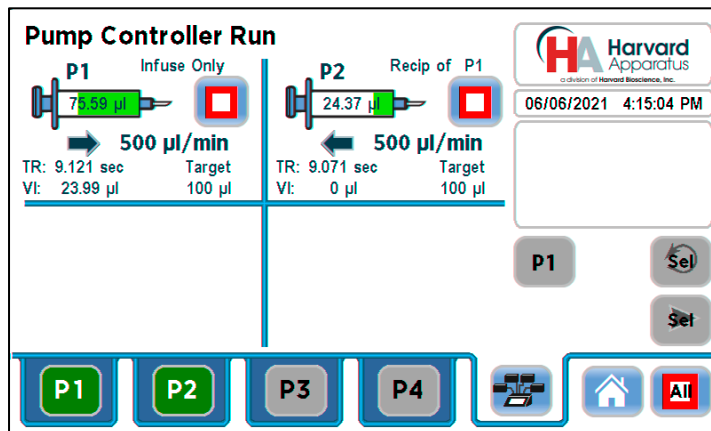 Pump Controller Run
P1 Infuse Only
75.59 µl
500 µl/min
TR: 9.121 sec Target
VI: 23.99 µl 100 µl
P2 Recip of P1
24.37 µl
500 µl/min
TR: 9.071 sec Target
VI: 0 µl 100 µl
HA Harvard
Apparatus
a division of Harvard Bioscience, Inc.
06/06/2021 4:15:04 PM
P1 Sel
Sel
P1 P2 P3 P4 All